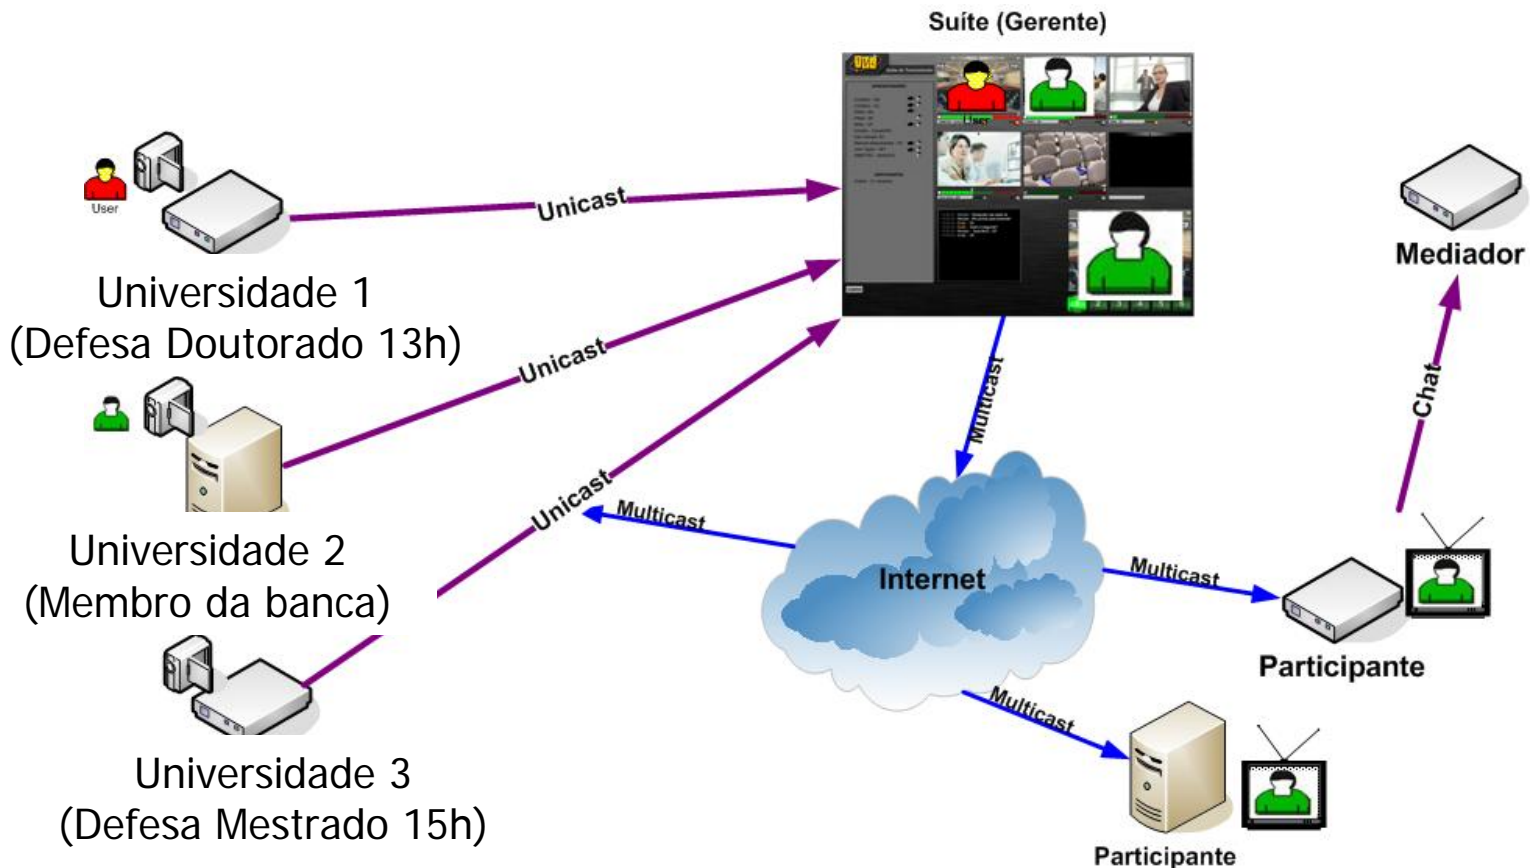 Suíte (Gerente)
User
User
Unicast
Universidade 1
(Defesa Doutorado 13h)
Unicast
Universidade 2
(Membro da banca)
Unicast
Universidade 3
(Defesa Mestrado 15h)
Multicast
Multicast
Internet
Multicast
Multicast
Mediador
Chat
Participante
Participante